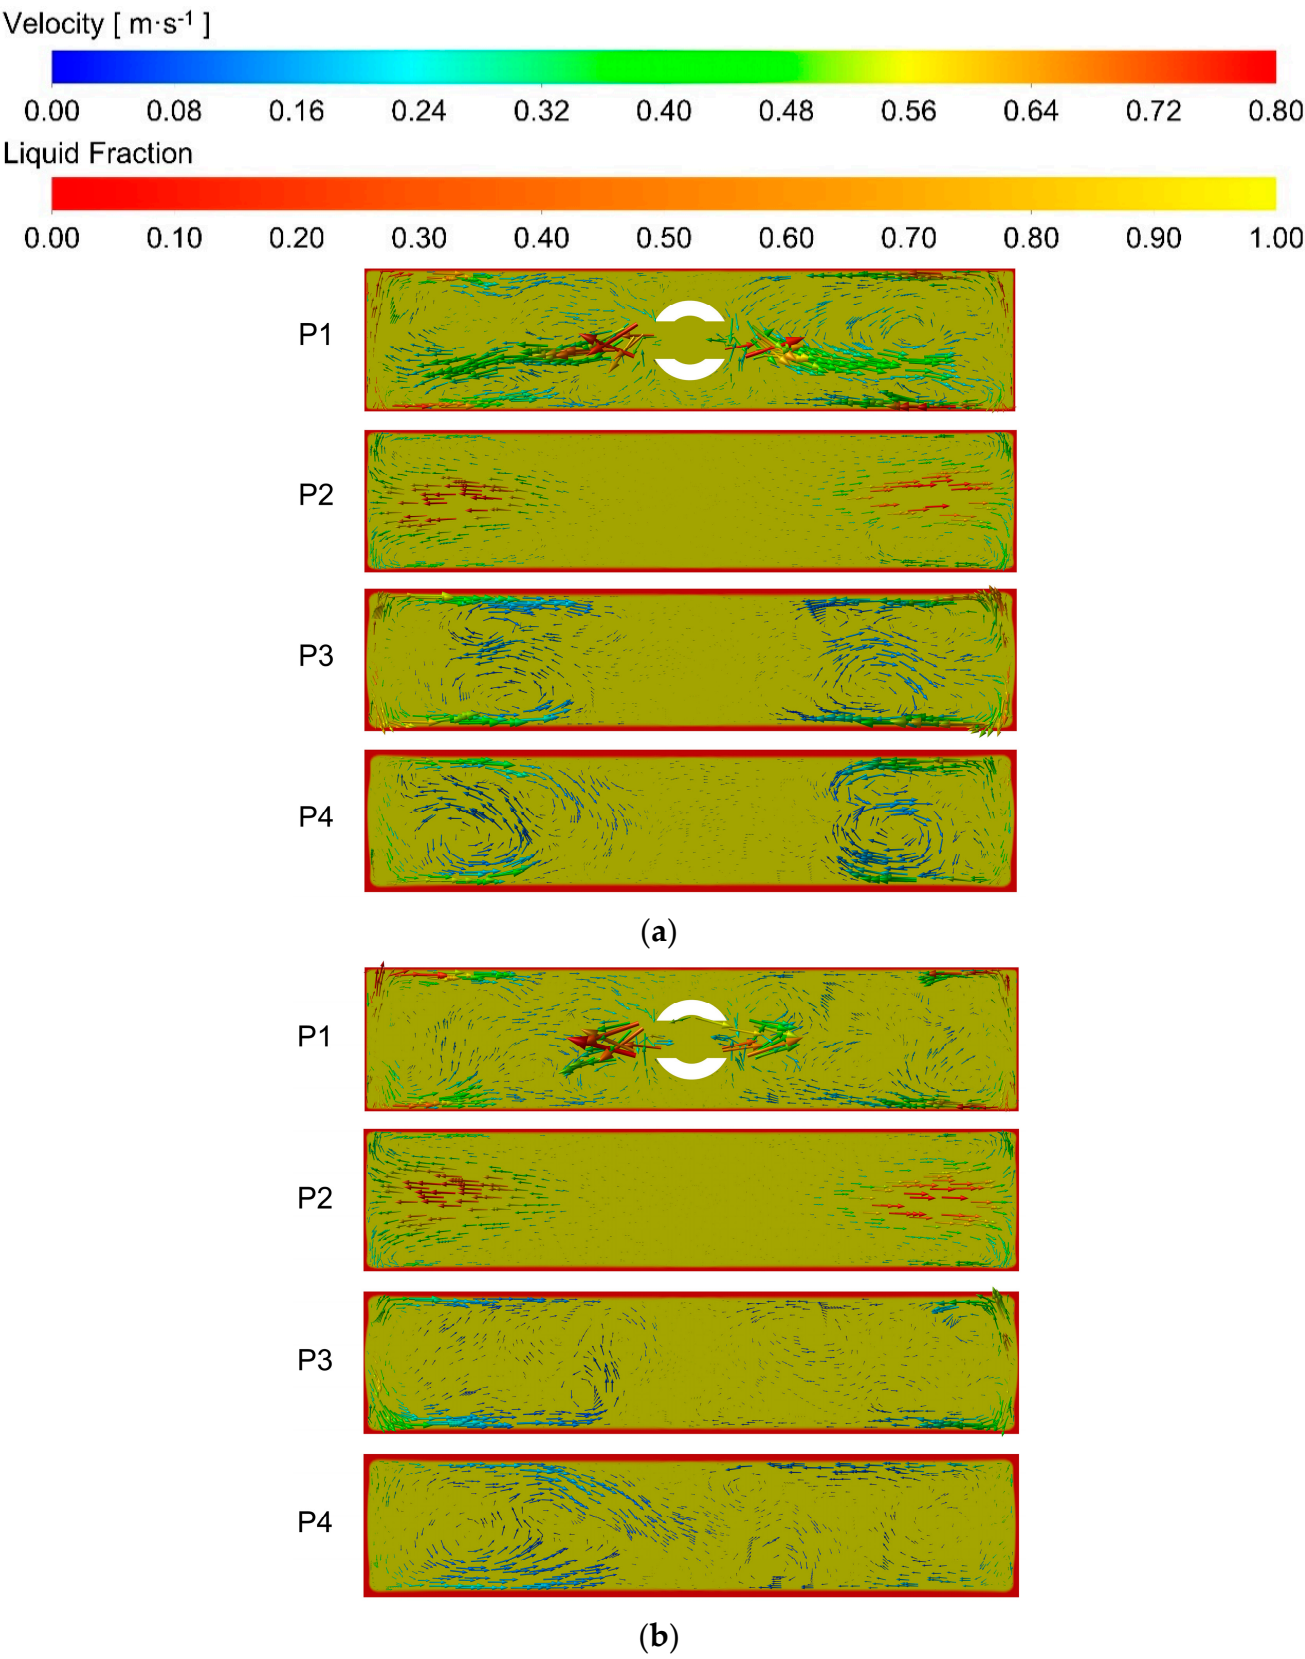 Velocity [ m·s⁻¹ ]
0.00 0.08 0.16 0.24 0.32 0.40 0.48 0.56 0.64 0.72 0.80
Liquid Fraction
0.00 0.10 0.20 0.30 0.40 0.50 0.60 0.70 0.80 0.90 1.00
P1
P2
P3
P4
(a)
P1
P2
P3
P4
(b)